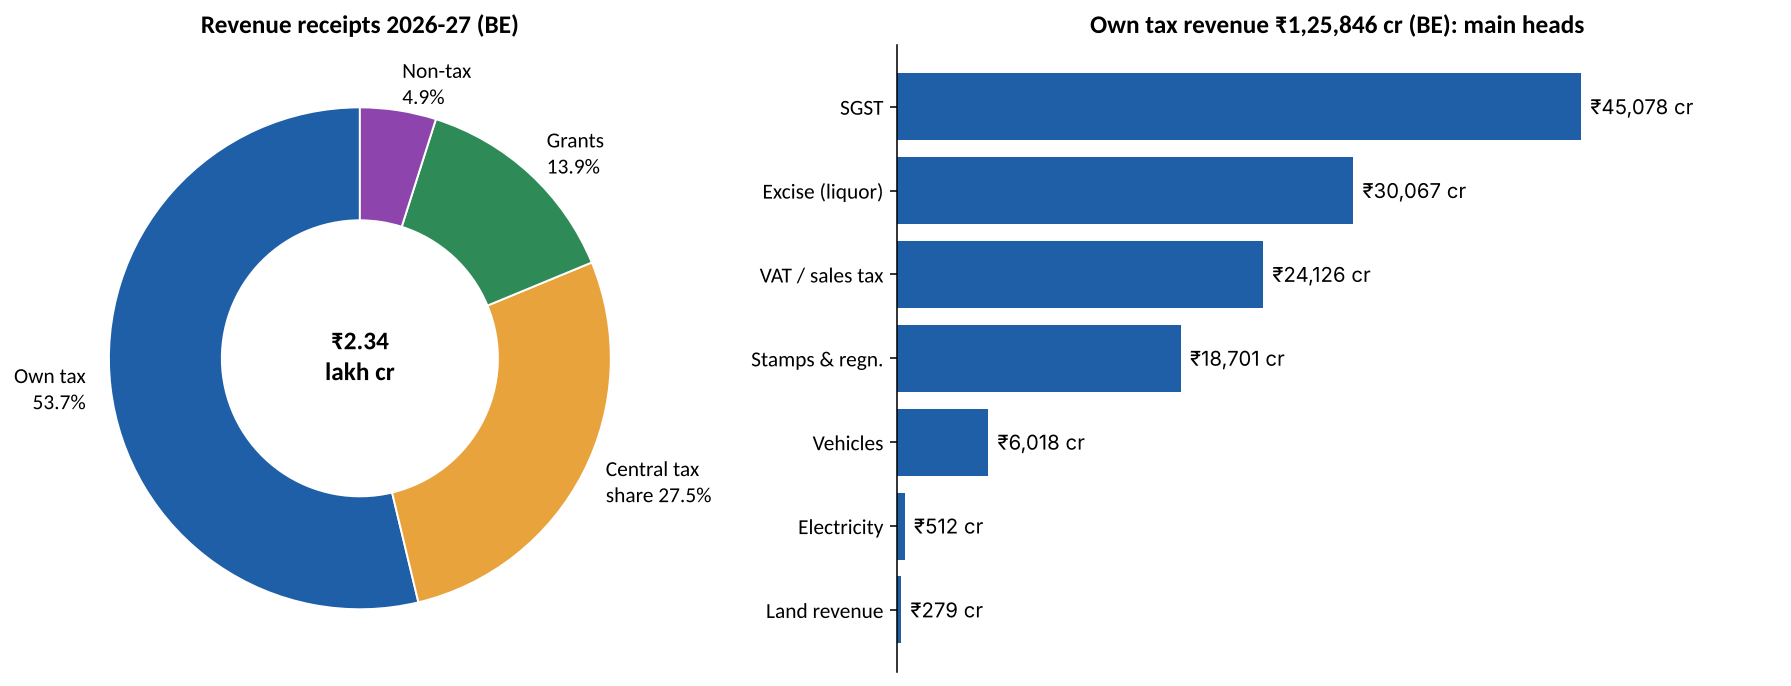 Revenue receipts 2026-27 (BE)
Non-tax
4.9%
Grants
13.9%
₹2.34
lakh cr
Own tax
53.7%
Central tax
share 27.5%
Own tax revenue ₹1,25,846 cr (BE): main heads
SGST ₹45,078 cr
Excise (liquor) ₹30,067 cr
VAT / sales tax ₹24,126 cr
Stamps & regn. ₹18,701 cr
Vehicles ₹6,018 cr
Electricity ₹512 cr
Land revenue ₹279 cr